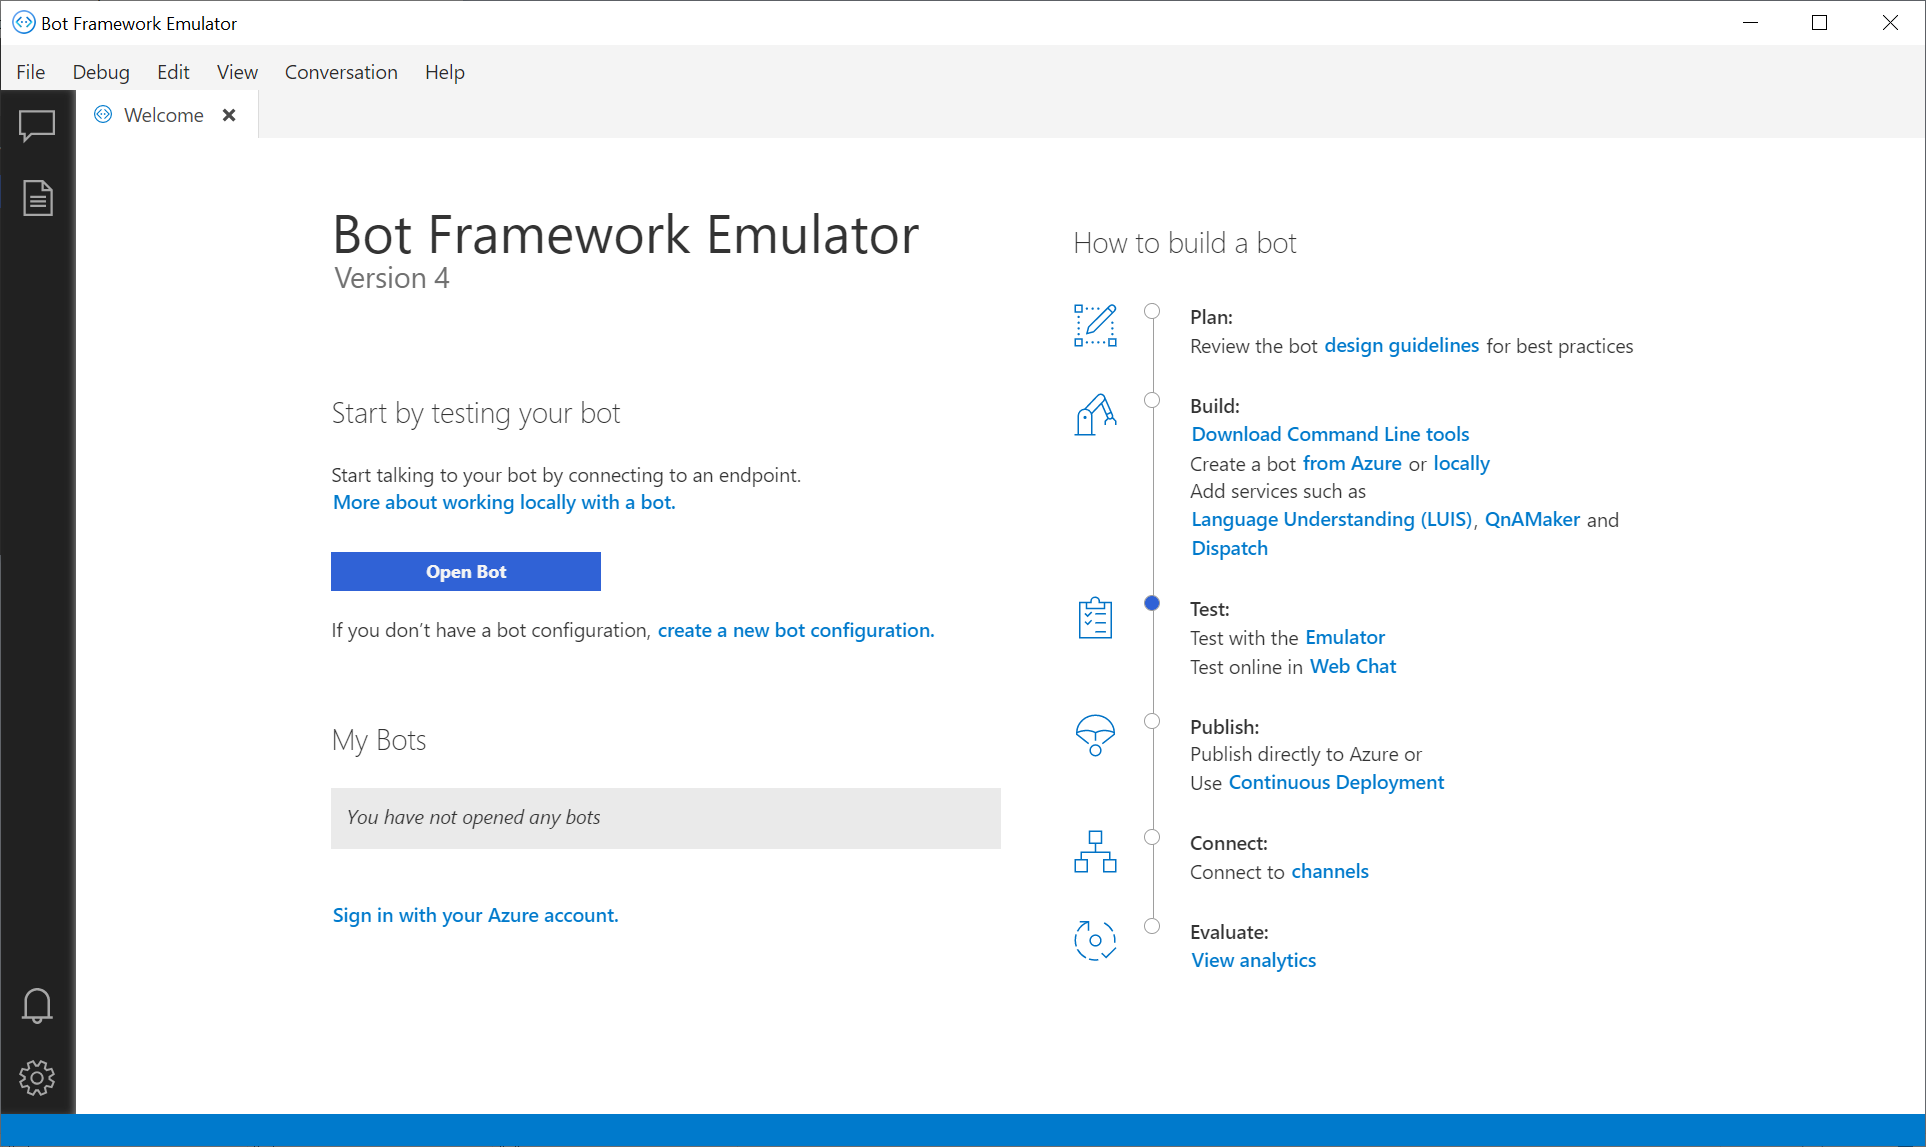 Bot Framework Emulator
File Debug Edit View Conversation Help
Welcome
Bot Framework Emulator
Version 4
Start by testing your bot
Start talking to your bot by connecting to an endpoint.
More about working locally with a bot.
Open Bot
If you don’t have a bot configuration, create a new bot configuration.
My Bots
You have not opened any bots
Sign in with your Azure account.
How to build a bot
Plan:
Review the bot design guidelines for best practices
Build:
Download Command Line tools
Create a bot from Azure or locally
Add services such as
Language Understanding (LUIS), QnAMaker and
Dispatch
Test:
Test with the Emulator
Test online in Web Chat
Publish:
Publish directly to Azure or
Use Continuous Deployment
Connect:
Connect to channels
Evaluate:
View analytics